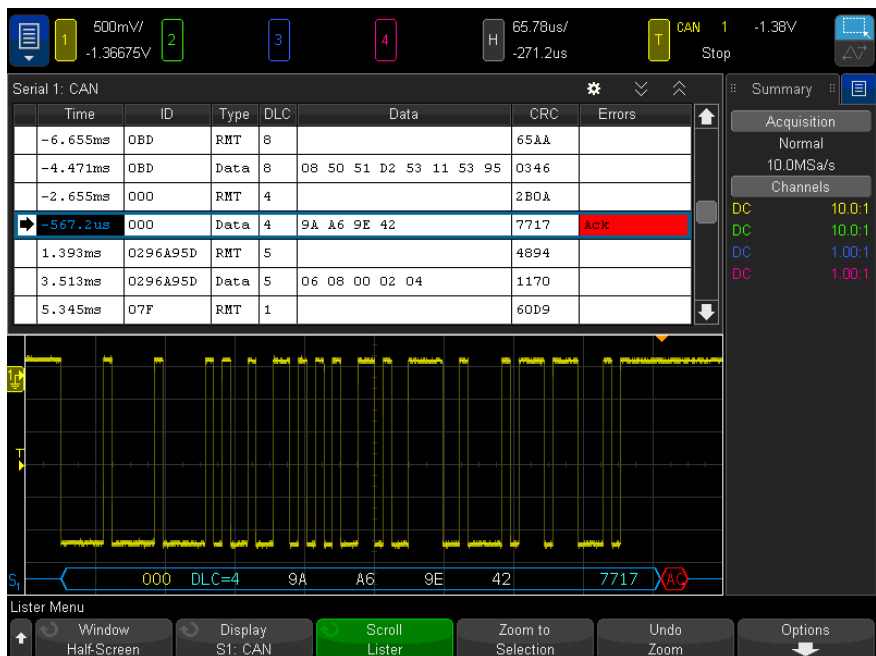 1 500mV/ 2 3 4 H 65.78us/ T CAN 1 -1.38V
-1.36675V -271.2us Stop
Serial 1: CAN
Summary
Time ID Type DLC Data CRC Errors
-6.655ms 0BD RMT 8 65AA
-4.471ms 0BD Data 8 08 50 51 D2 53 11 53 95 0346
-2.655ms 000 RMT 4 2B0A
-567.2us 000 Data 4 9A A6 9E 42 7717 Ack
1.393ms 0296A95D RMT 5 4894
3.513ms 0296A95D Data 5 06 08 00 02 04 1170
5.345ms 07F RMT 1 60D9
Acquisition
Normal
10.0MSa/s
Channels
DC 10.0:1
DC 10.0:1
DC 1.00:1
DC 1.00:1
1
T
S1 000 DLC=4 9A A6 9E 42 7717 AC
Lister Menu
Window Display Scroll Zoom to Undo Options
Half-Screen S1: CAN Lister Selection Zoom